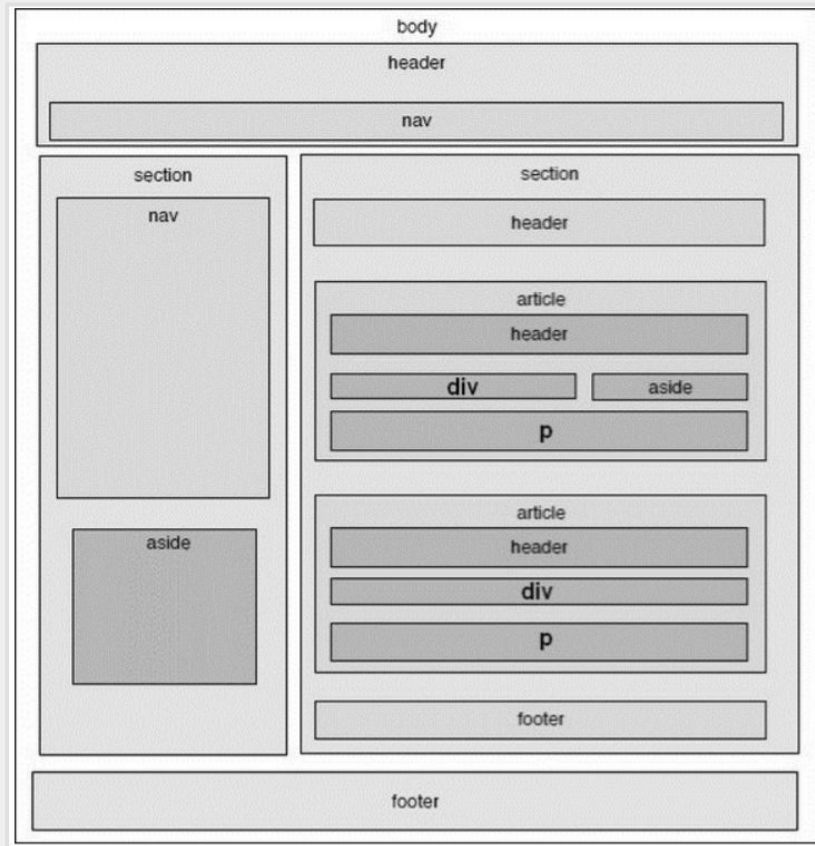 body
header
nav
section
nav
aside
section
header
article
header
div
aside
p
article
header
div
p
footer
footer